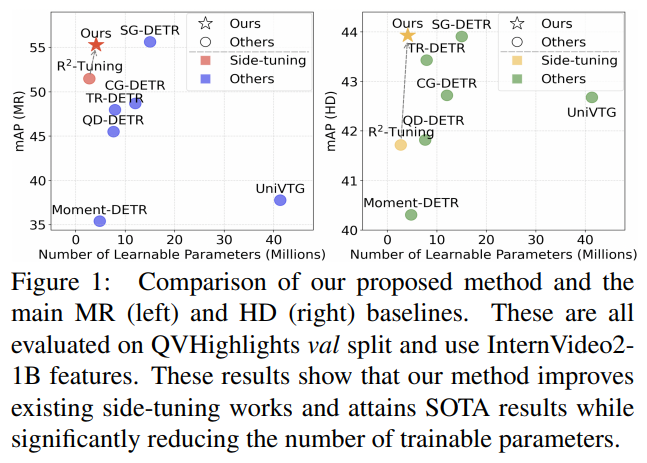 Ours
SG-DETR
R²-Tuning
CG-DETR
TR-DETR
QD-DETR
UniVTG
Moment-DETR
Ours
Others
Side-tuning
Others
55
50
45
40
35
mAP (MR)
0 10 20 30 40
Number of Learnable Parameters (Millions)
Ours
SG-DETR
TR-DETR
CG-DETR
UniVTG
QD-DETR
R²-Tuning
Moment-DETR
Ours
Others
Side-tuning
Others
44
43
42
41
40
mAP (HD)
0 10 20 30 40
Number of Learnable Parameters (Millions)
Figure 1: Comparison of our proposed method and the
main MR (left) and HD (right) baselines. These are all
evaluated on QVHighlights val split and use InternVideo2-
1B features. These results show that our method improves
existing side-tuning works and attains SOTA results while
significantly reducing the number of trainable parameters.